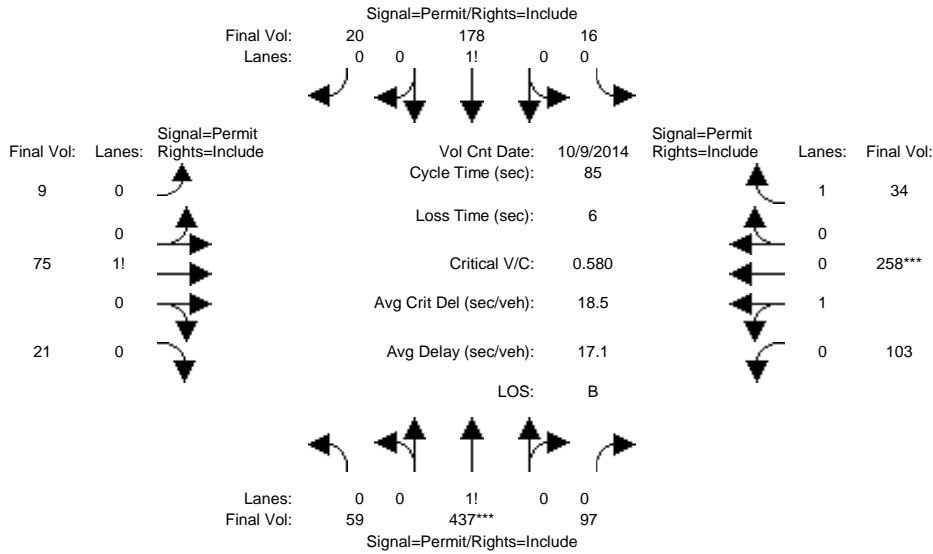 Signal=Permit/Rights=Include
Final Vol: 20 178 16
Lanes: 0 0 1! 0 0
Signal=Permit
Final Vol: Lanes: Rights=Include
Vol Cnt Date: 10/9/2014
Signal=Permit
Rights=Include Lanes: Final Vol:
Cycle Time (sec): 85
9 0
1 34
Loss Time (sec): 6
0
0
75 1!
Critical V/C: 0.580
0 258***
0
Avg Crit Del (sec/veh): 18.5
1
21 0
Avg Delay (sec/veh): 17.1
0 103
LOS: B
Lanes: 0 0 1! 0 0
Final Vol: 59 437*** 97
Signal=Permit/Rights=Include